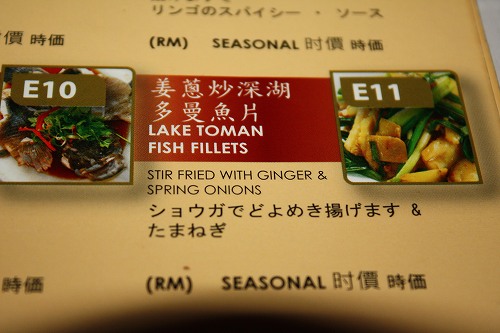 リンゴのスパイシー ・ ソース
時價 時価 (RM) SEASONAL 时價 時価
E10
姜蔥炒深湖
多曼魚片
LAKE TOMAN
FISH FILLETS
E11
STIR FRIED WITH GINGER &
SPRING ONIONS
ショウガでどよめき揚げます &
たまねぎ
時価 (RM) SEASONAL 时價 時価